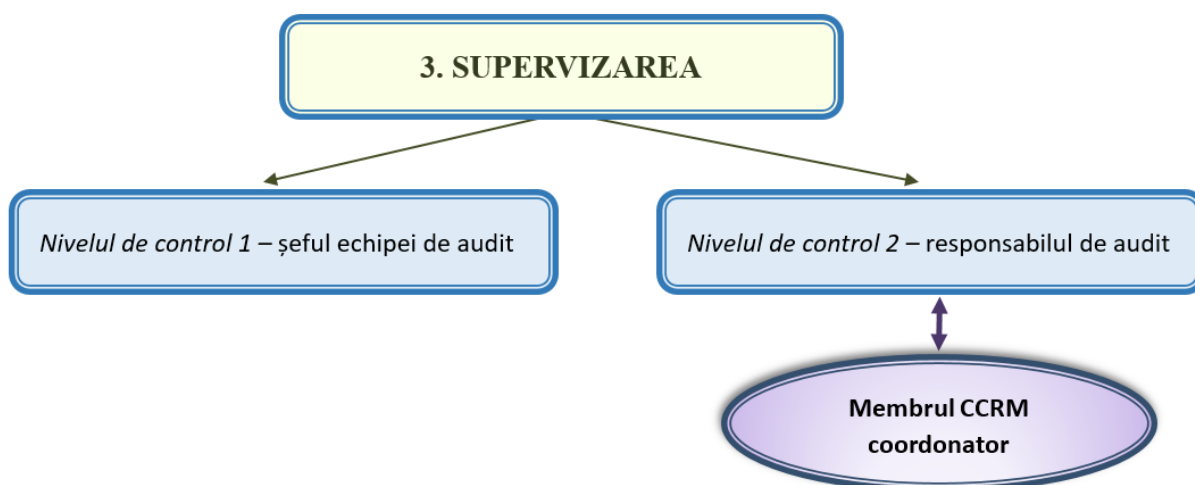 3. SUPERVIZAREA
Nivelul de control 1 – șeful echipei de audit
Nivelul de control 2 – responsabilul de audit
Membrul CCRM
coordonator